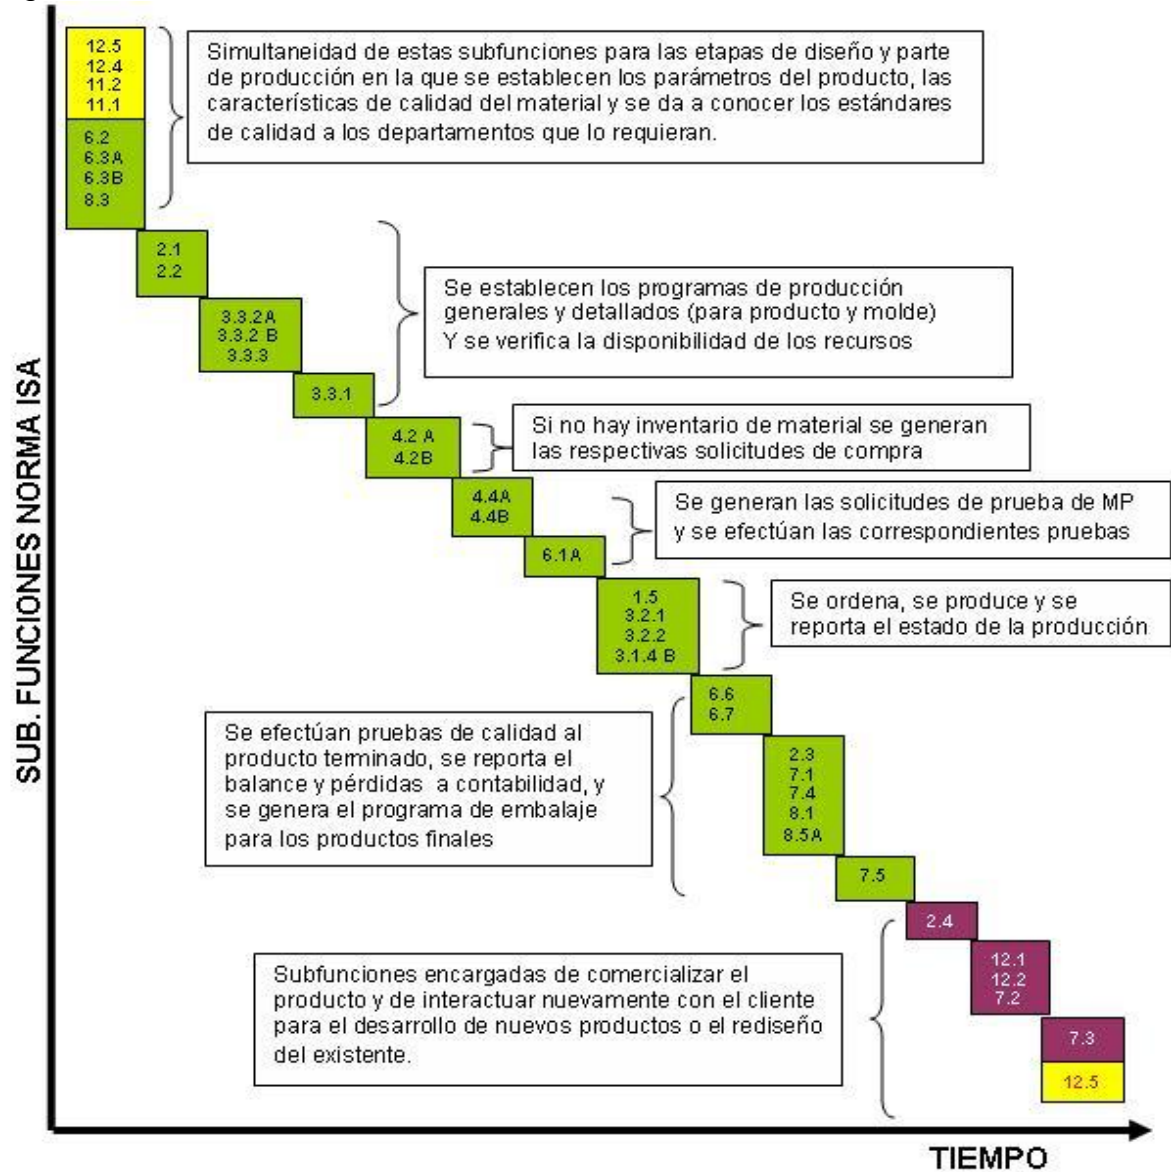 12.5
12.4
11.2
11.1
6.2
6.3A
6.3B
8.3
Simultaneidad de estas subfunciones para las etapas de diseño y parte
de producción en la que se establecen los parámetros del producto, las
características de calidad del material y se da a conocer los estándares
de calidad a los departamentos que lo requieran.
2.1
2.2
3.3.2A
3.3.2 B
3.3.3
3.3.1
Se establecen los programas de producción
generales y detallados (para producto y molde)
Y se verifica la disponibilidad de los recursos
4.2 A
4.2B
Si no hay inventario de material se generan
las respectivas solicitudes de compra
4.4A
4.4B
6.1A
Se generan las solicitudes de prueba de MP
y se efectúan las correspondientes pruebas
1.5
3.2.1
3.2.2
3.1.4 B
Se ordena, se produce y se
reporta el estado de la producción
6.6
6.7
2.3
7.1
7.4
8.1
8.5A
7.5
Se efectúan pruebas de calidad al
producto terminado, se reporta el
balance y pérdidas a contabilidad, y
se genera el programa de embalaje
para los productos finales
2.4
12.1
12.2
7.2
7.3
12.5
Subfunciones encargadas de comercializar el
producto y de interactuar nuevamente con el cliente
para el desarrollo de nuevos productos o el rediseño
del existente.
SUB. FUNCIONES NORMA ISA
TIEMPO